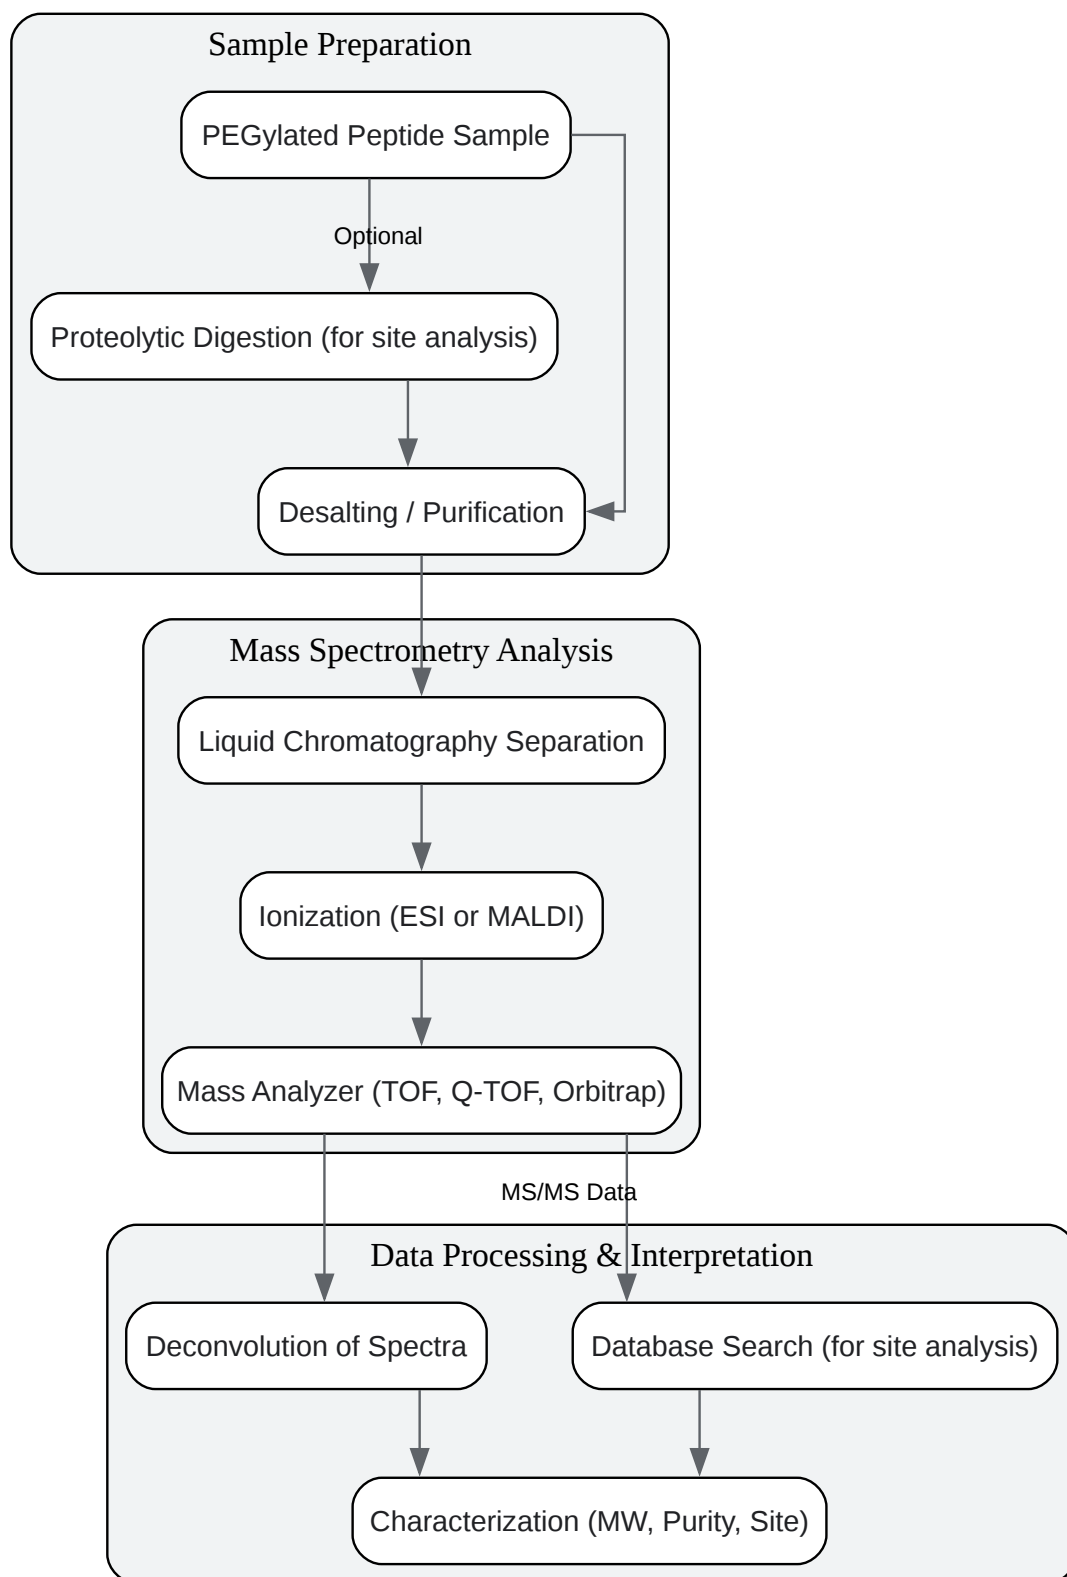 Sample Preparation
PEGylated Peptide Sample
Optional
Proteolytic Digestion (for site analysis)
Desalting / Purification
Mass Spectrometry Analysis
Liquid Chromatography Separation
Ionization (ESI or MALDI)
Mass Analyzer (TOF, Q-TOF, Orbitrap)
MS/MS Data
Data Processing & Interpretation
Deconvolution of Spectra
Database Search (for site analysis)
Characterization (MW, Purity, Site)